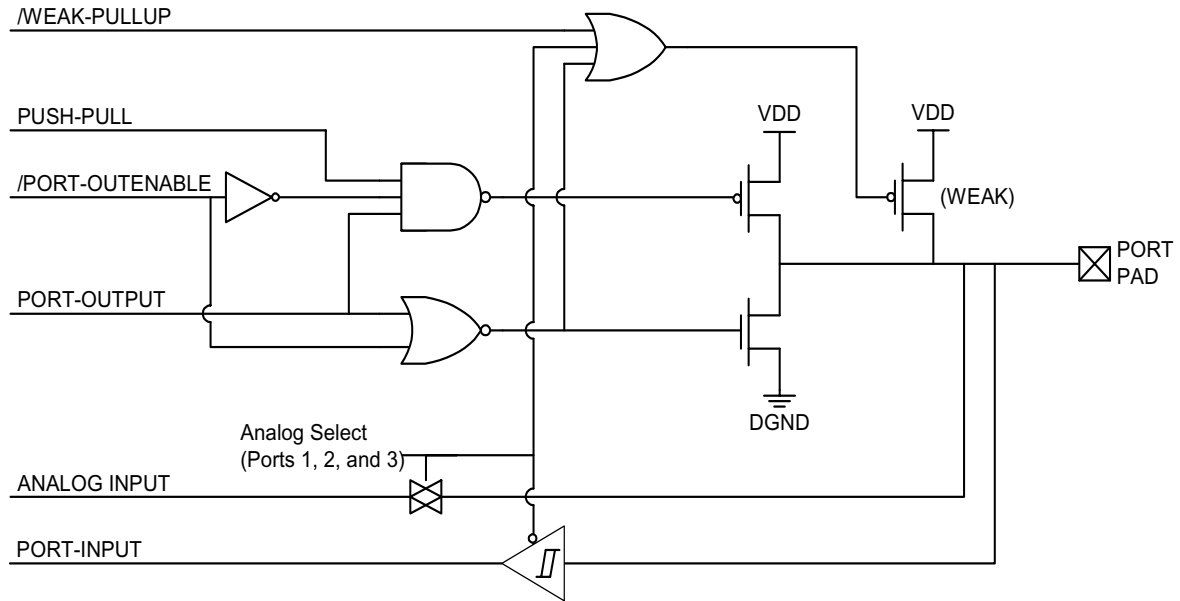 /WEAK-PULLUP
PUSH-PULL
VDD
VDD
/PORT-OUTENABLE
(WEAK)
PORT
PAD
PORT-OUTPUT
DGND
Analog Select
(Ports 1, 2, and 3)
ANALOG INPUT
PORT-INPUT